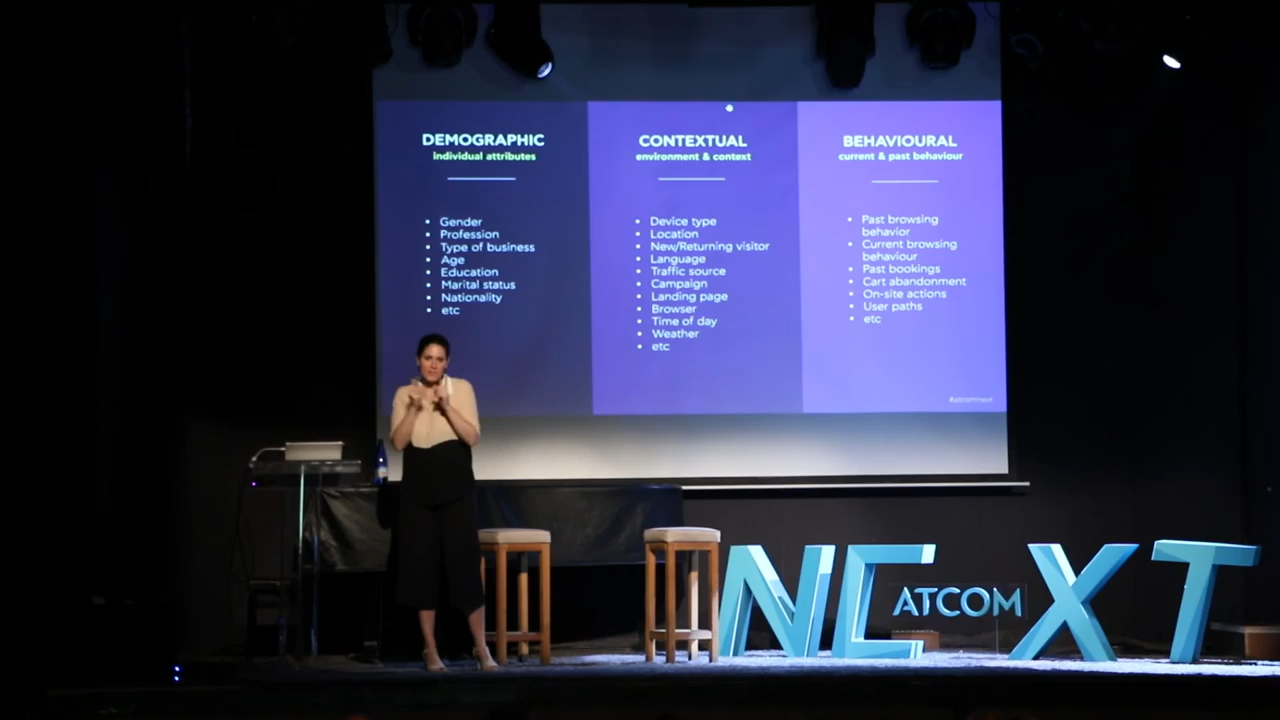 DEMOGRAPHIC
individual attributes
• Gender
• Profession
• Type of business
• Age
• Education
• Marital status
• Nationality
• etc
CONTEXTUAL
environment & context
• Device type
• Location
• New/Returning visitor
• Language
• Traffic source
• Campaign
• Landing page
• Browser
• Time of day
• Weather
• etc
BEHAVIOURAL
current & past behaviour
• Past browsing
behavior
• Current browsing
behaviour
• Past bookings
• Cart abandonment
• On-site actions
• User paths
• etc
#atcomnext
NEXT
ATCOM